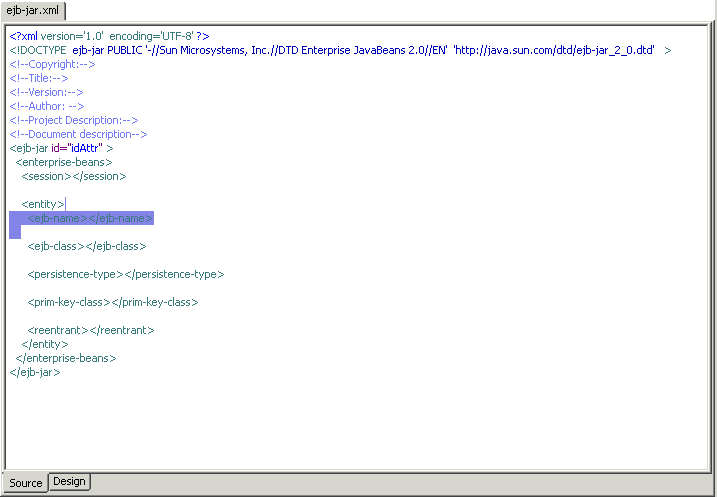 ejb-jar.xml
<?xml version='1.0'  encoding='UTF-8' ?>
<!DOCTYPE  ejb-jar PUBLIC '-//Sun Microsystems, Inc.//DTD Enterprise JavaBeans 2.0//EN'  'http://java.sun.com/dtd/ejb-jar_2_0.dtd'   >
<!--Copyright:-->
<!--Title:-->
<!--Version:-->
<!--Author: -->
<!--Project Description:-->
<!--Document description-->
<ejb-jar id="idAttr" >
<enterprise-beans>
<session></session>
<entity>
<ejb-name></ejb-name>
<ejb-class></ejb-class>
<persistence-type></persistence-type>
<prim-key-class></prim-key-class>
<reentrant></reentrant>
</entity>
</enterprise-beans>
</ejb-jar>
Source
Design